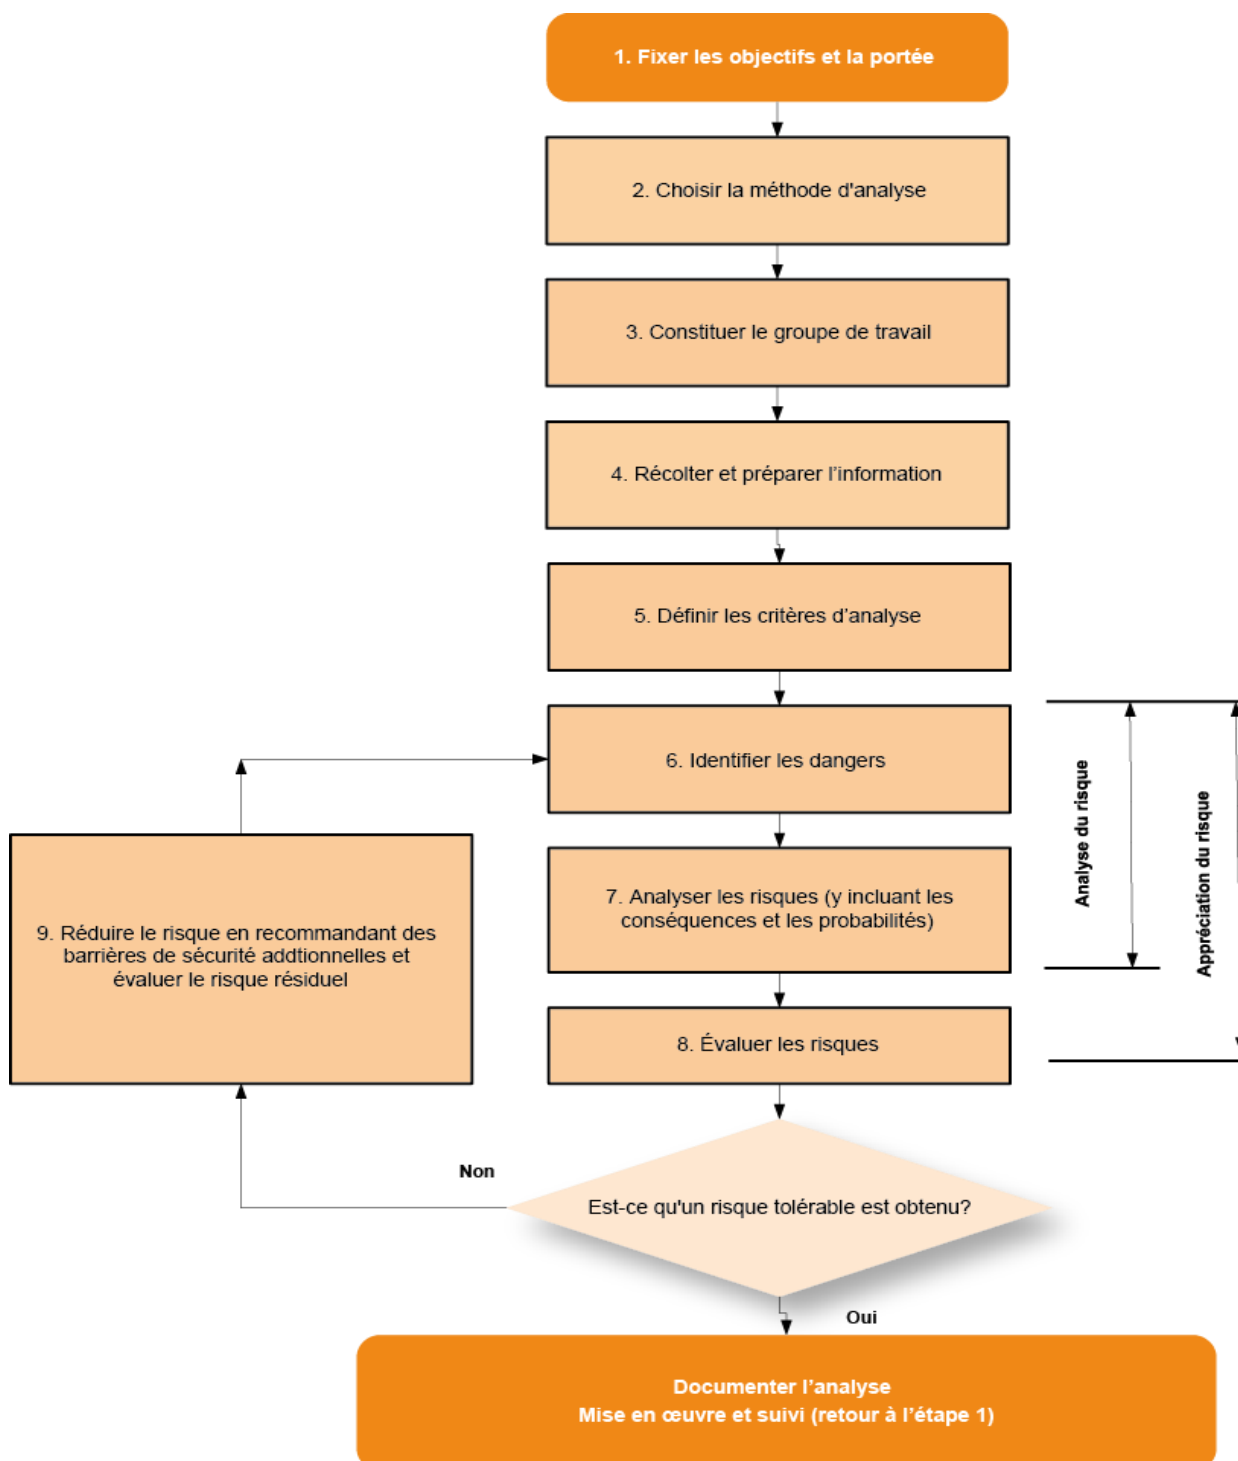 1. Fixer les objectifs et la portée
2. Choisir la méthode d'analyse
3. Constituer le groupe de travail
4. Récolter et préparer l’information
5. Définir les critères d’analyse
6. Identifier les dangers
7. Analyser les risques (y incluant les
conséquences et les probabilités)
Analyse du risque
Appréciation du risque
9. Réduire le risque en recommandant des
barrières de sécurité addtionnelles et
évaluer le risque résiduel
8. Évaluer les risques
Non
Est-ce qu'un risque tolérable est obtenu?
Oui
Documenter l’analyse
Mise en œuvre et suivi (retour à l’étape 1)